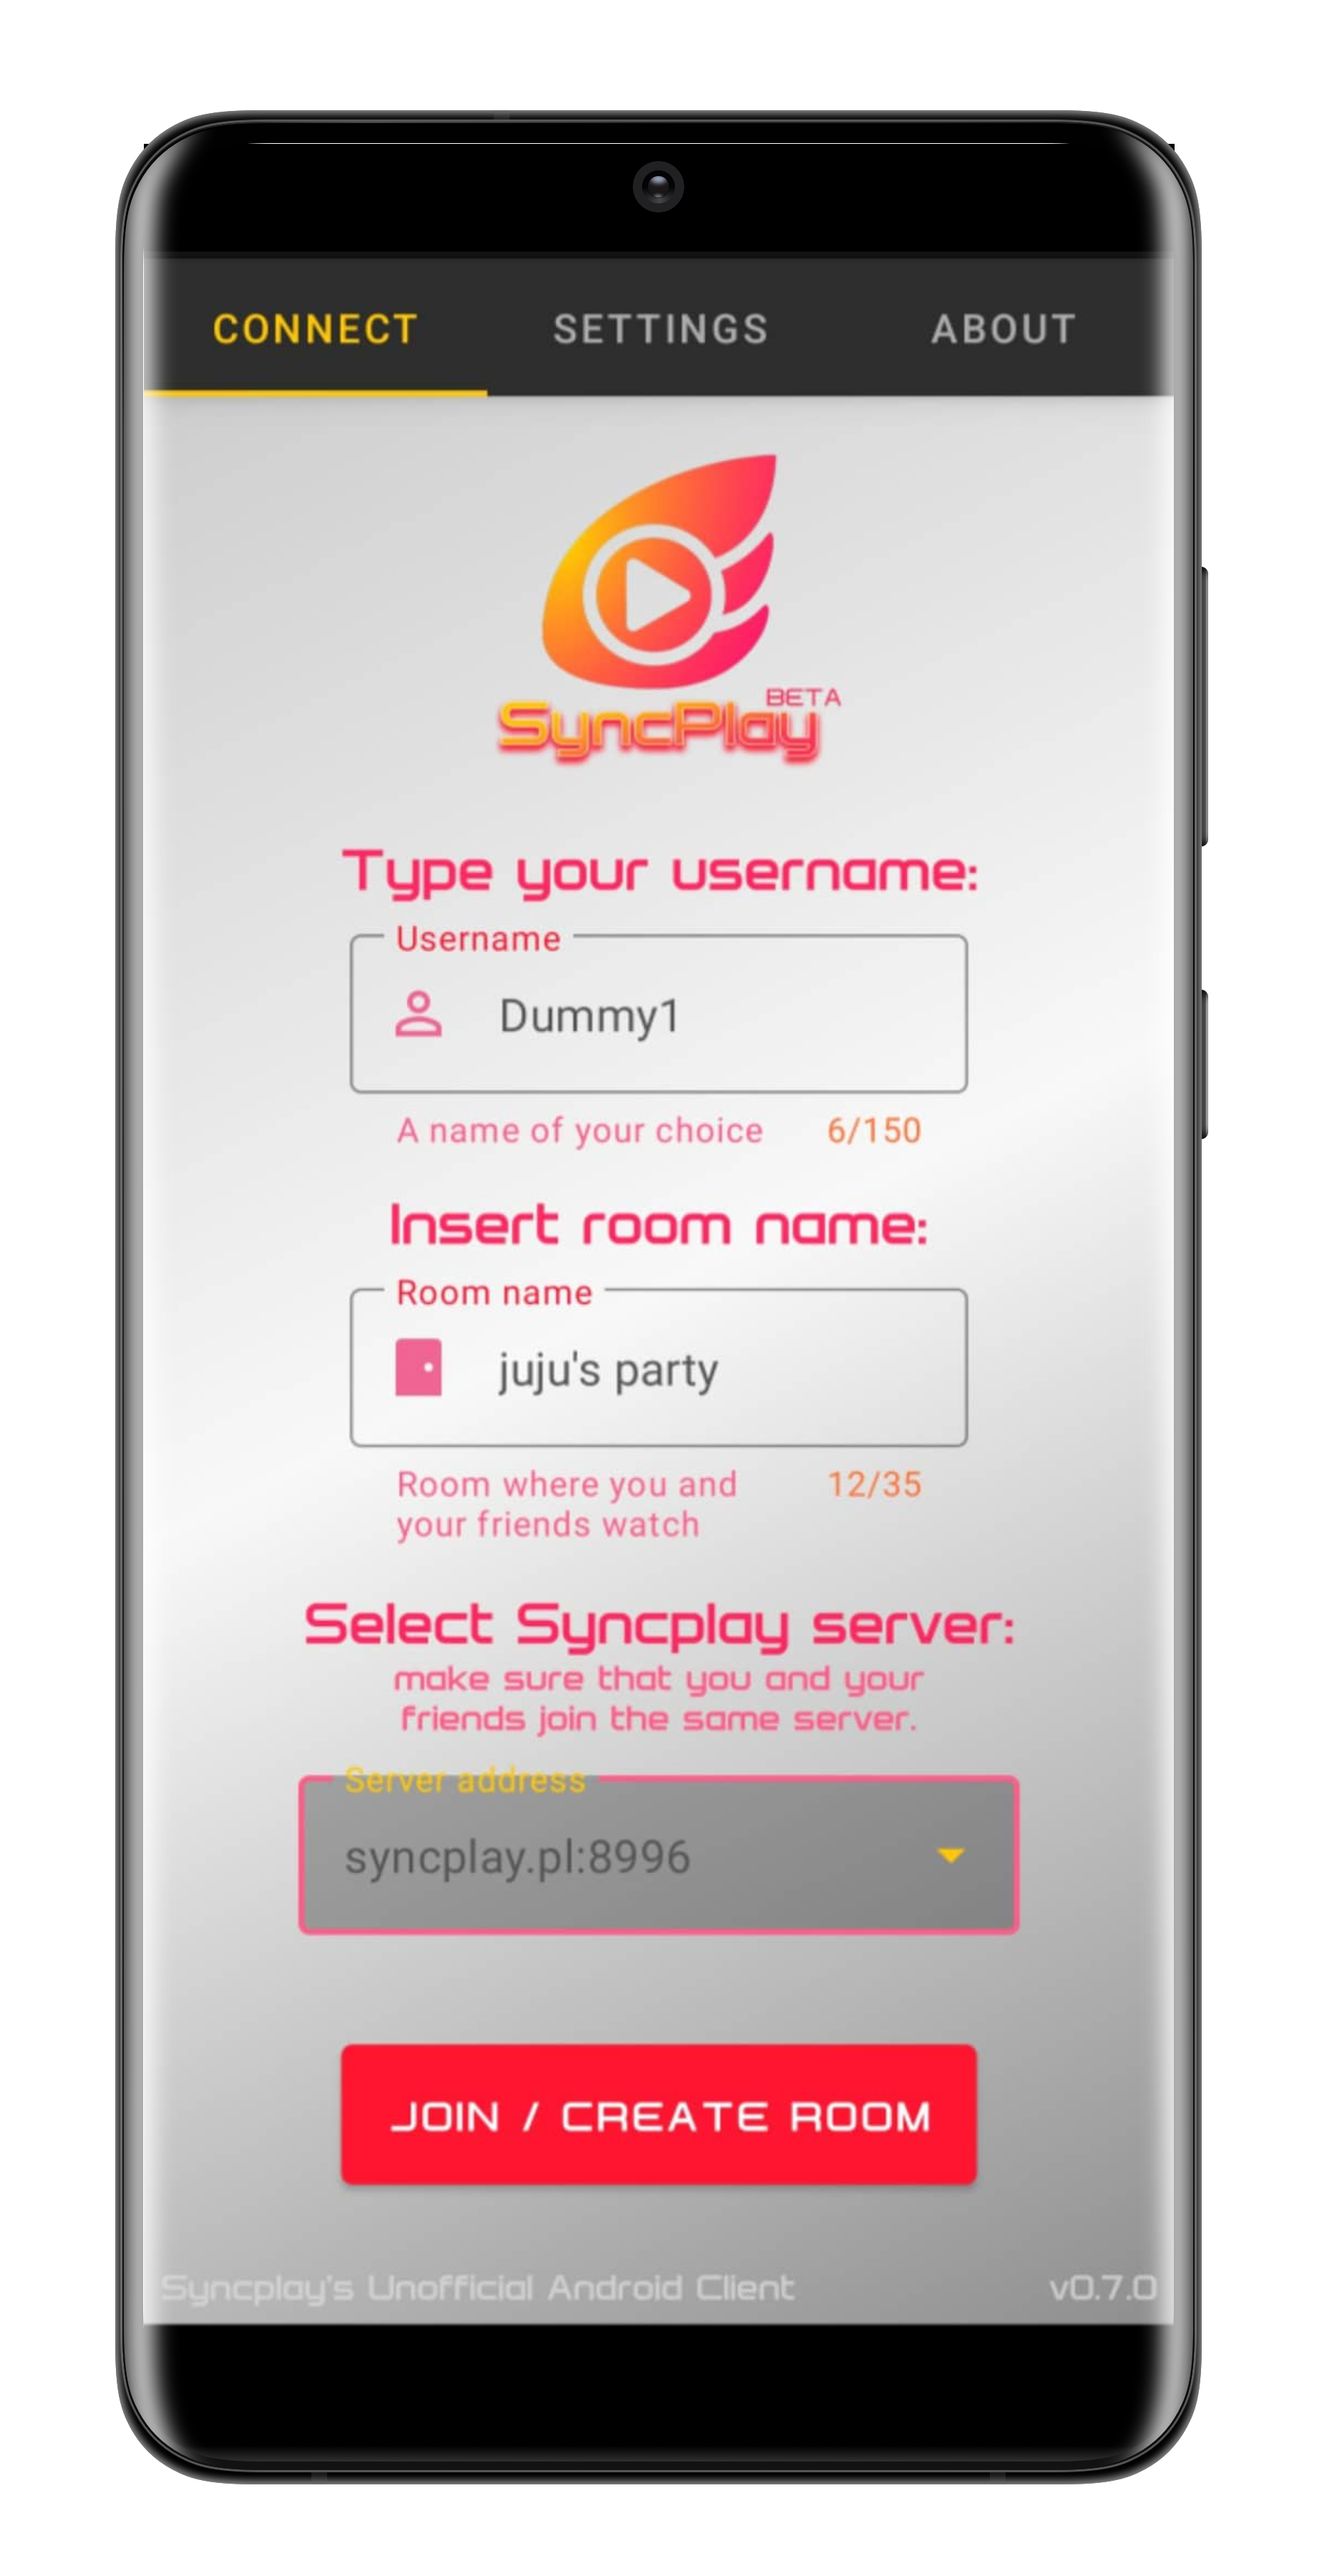 CONNECT SETTINGS ABOUT
BETA
SyncPlay
Type your username:
Username
Dummy1
A name of your choice 6/150
Insert room name:
Room name
juju's party
Room where you and 12/35
your friends watch
Select Syncplay server:
make sure that you and your
friends join the same server.
Server address
syncplay.pl:8996
JOIN / CREATE ROOM
Syncplay's Unofficial Android Client v0.7.0